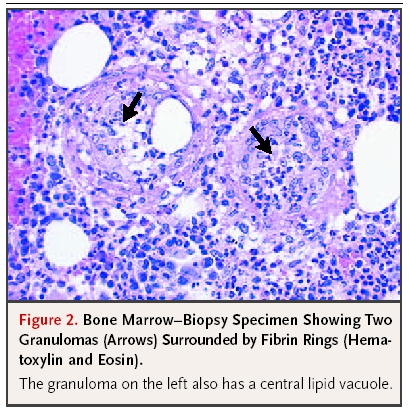 Figure 2. Bone Marrow–Biopsy Specimen Showing Two
Granulomas (Arrows) Surrounded by Fibrin Rings (Hema-
toxylin and Eosin).
The granuloma on the left also has a central lipid vacuole.